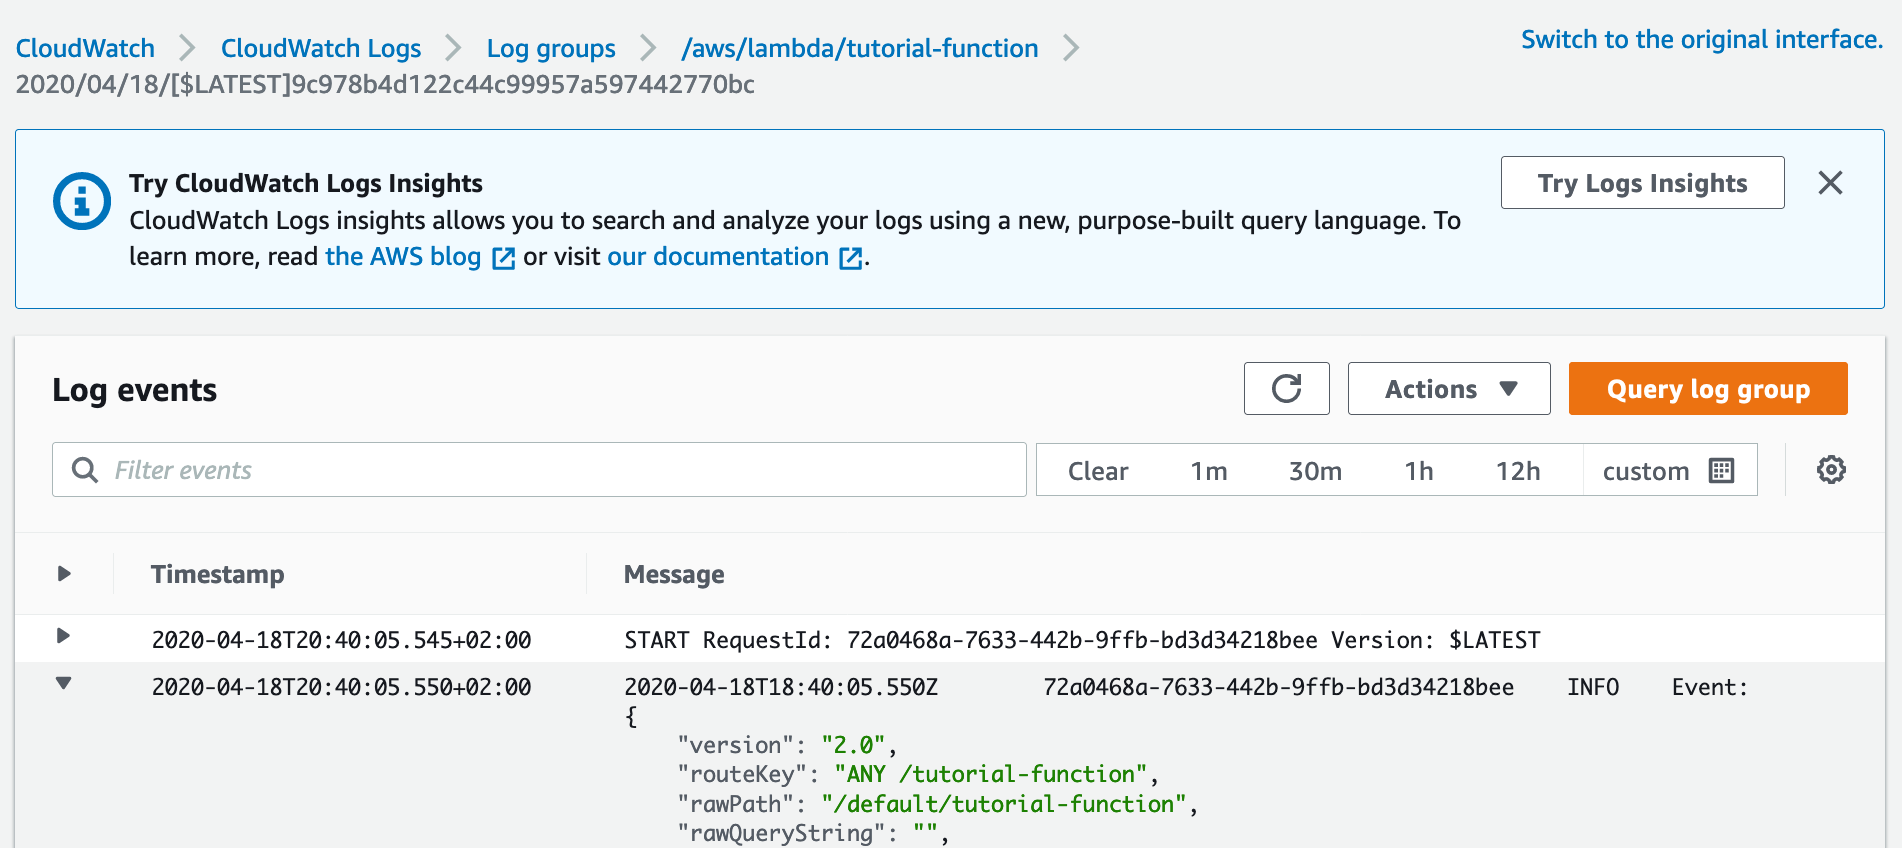 CloudWatch > CloudWatch Logs > Log groups > /aws/lambda/tutorial-function >
Switch to the original interface.
2020/04/18/[$LATEST]9c978b4d122c44c99957a597442770bc
Try CloudWatch Logs Insights
Try Logs Insights
CloudWatch Logs insights allows you to search and analyze your logs using a new, purpose-built query language. To
learn more, read the AWS blog or visit our documentation .
Log events
Actions
Query log group
Filter events
Clear 1m 30m 1h 12h custom
Timestamp Message
2020-04-18T20:40:05.545+02:00 START RequestId: 72a0468a-7633-442b-9ffb-bd3d34218bee Version: $LATEST
2020-04-18T20:40:05.550+02:00 2020-04-18T18:40:05.550Z 72a0468a-7633-442b-9ffb-bd3d34218bee INFO Event:
{
"version": "2.0",
"routeKey": "ANY /tutorial-function",
"rawPath": "/default/tutorial-function",
"rawQueryString": "",